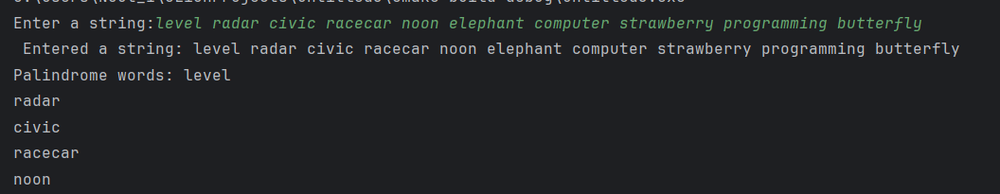 Enter a string:level radar civic racecar noon elephant computer strawberry programming butterfly
 Entered a string: level radar civic racecar noon elephant computer strawberry programming butterfly
Palindrome words: level
radar
civic
racecar
noon